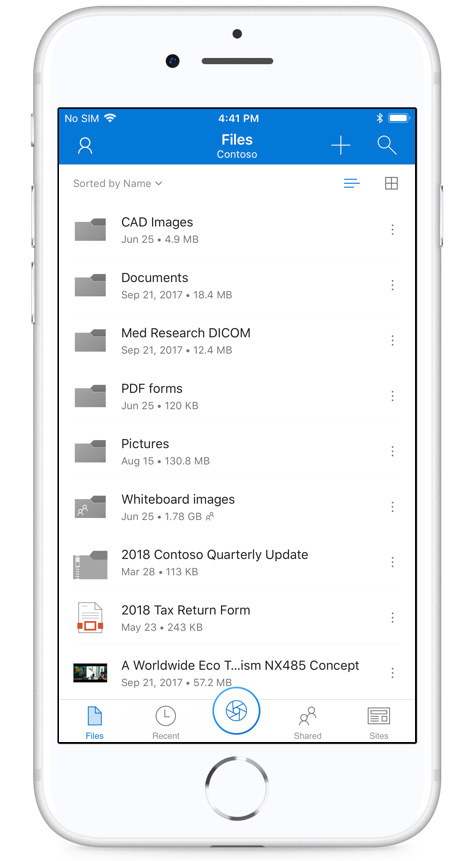 No SIM 4:41 PM
Files
Contoso
Sorted by Name
CAD Images
Jun 25 • 4.9 MB
Documents
Sep 21, 2017 • 18.4 MB
Med Research DICOM
Sep 21, 2017 • 12.4 MB
PDF forms
Jun 25 • 120 KB
Pictures
Aug 15 • 130.8 MB
Whiteboard images
Jun 25 • 1.78 GB
2018 Contoso Quarterly Update
Mar 28 • 113 KB
2018 Tax Return Form
May 23 • 243 KB
A Worldwide Eco T...ism NX485 Concept
Sep 21, 2017 • 57.2 MB
Files Recent Shared Sites